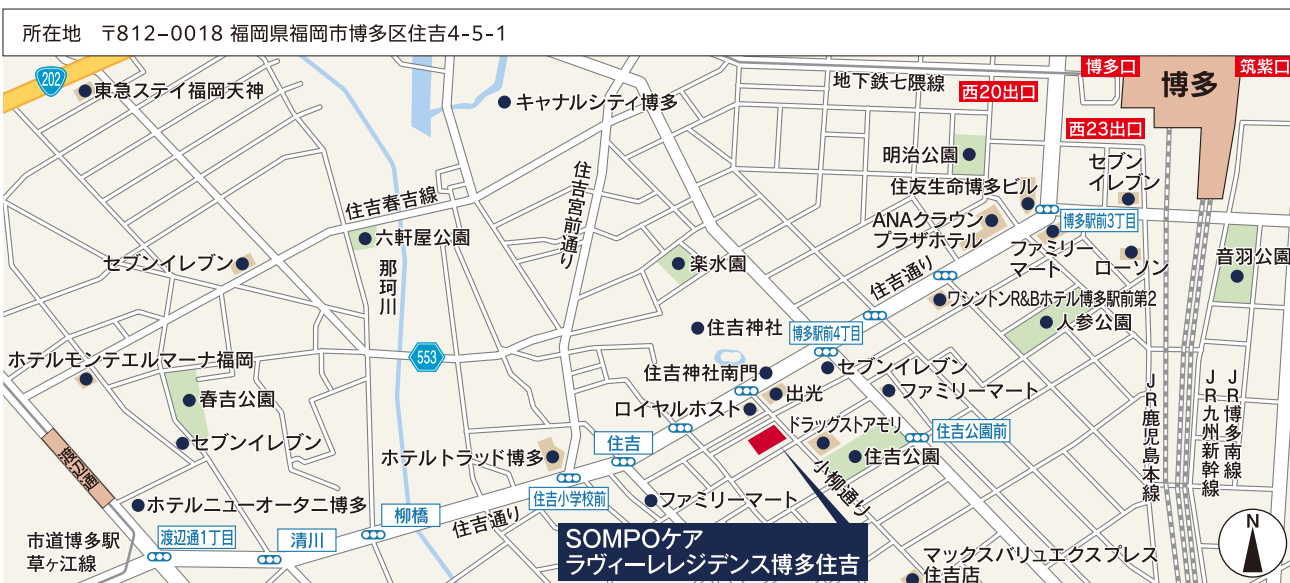 所在地　〒812-0018 福岡県福岡市博多区住吉4-5-1
202
東急ステイ福岡天神
キャナルシティ博多
地下鉄七隈線
博多口
博多
筑紫口
西20出口
西23出口
明治公園
セブン
イレブン
住友生命博多ビル
住吉宮前通り
住吉春吉線
ANAクラウン
プラザホテル
博多駅前3丁目
六軒屋公園
ファミリー
マート
ローソン
音羽公園
セブンイレブン
那珂川
楽水園
住吉通り
ワシントンR&Bホテル博多駅前第2
人参公園
住吉神社
博多駅前4丁目
553
ホテルモンテエルマーナ福岡
住吉神社南門
セブンイレブン
出光
ファミリーマート
JR鹿児島本線
JR九州新幹線
JR博多南線
春吉公園
ロイヤルホスト
ドラッグストアモリ
住吉公園前
セブンイレブン
住吉
渡辺通
ホテルトラッド博多
住吉公園
小柳通り
ホテルニューオータニ博多
住吉小学校前
ファミリーマート
柳橋
住吉通り
渡辺通1丁目
清川
市道博多駅
草ヶ江線
SOMPOケア
ラヴィーレレジデンス博多住吉
マックスバリュエクスプレス
住吉店
N